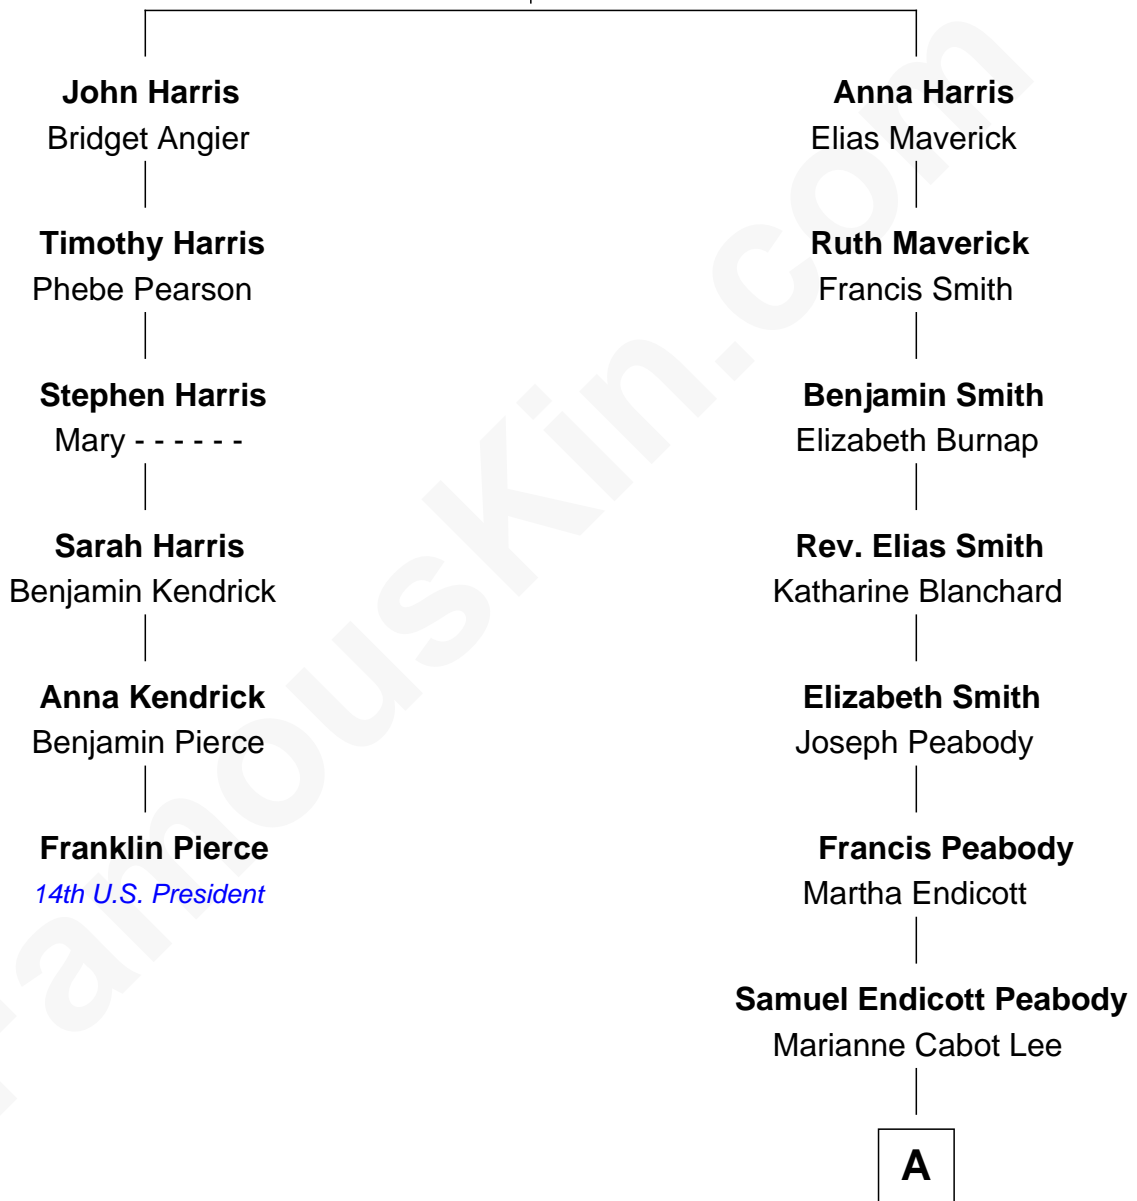 John Harris
Bridget Angier
Anna Harris
Elias Maverick
Timothy Harris
Phebe Pearson
Ruth Maverick
Francis Smith
Stephen Harris
Mary - - - - - -
Benjamin Smith
Elizabeth Burnap
Sarah Harris
Benjamin Kendrick
Rev. Elias Smith
Katharine Blanchard
Anna Kendrick
Benjamin Pierce
Elizabeth Smith
Joseph Peabody
Franklin Pierce
14th U.S. President
Francis Peabody
Martha Endicott
Samuel Endicott Peabody
Marianne Cabot Lee
A
FamousKin.com